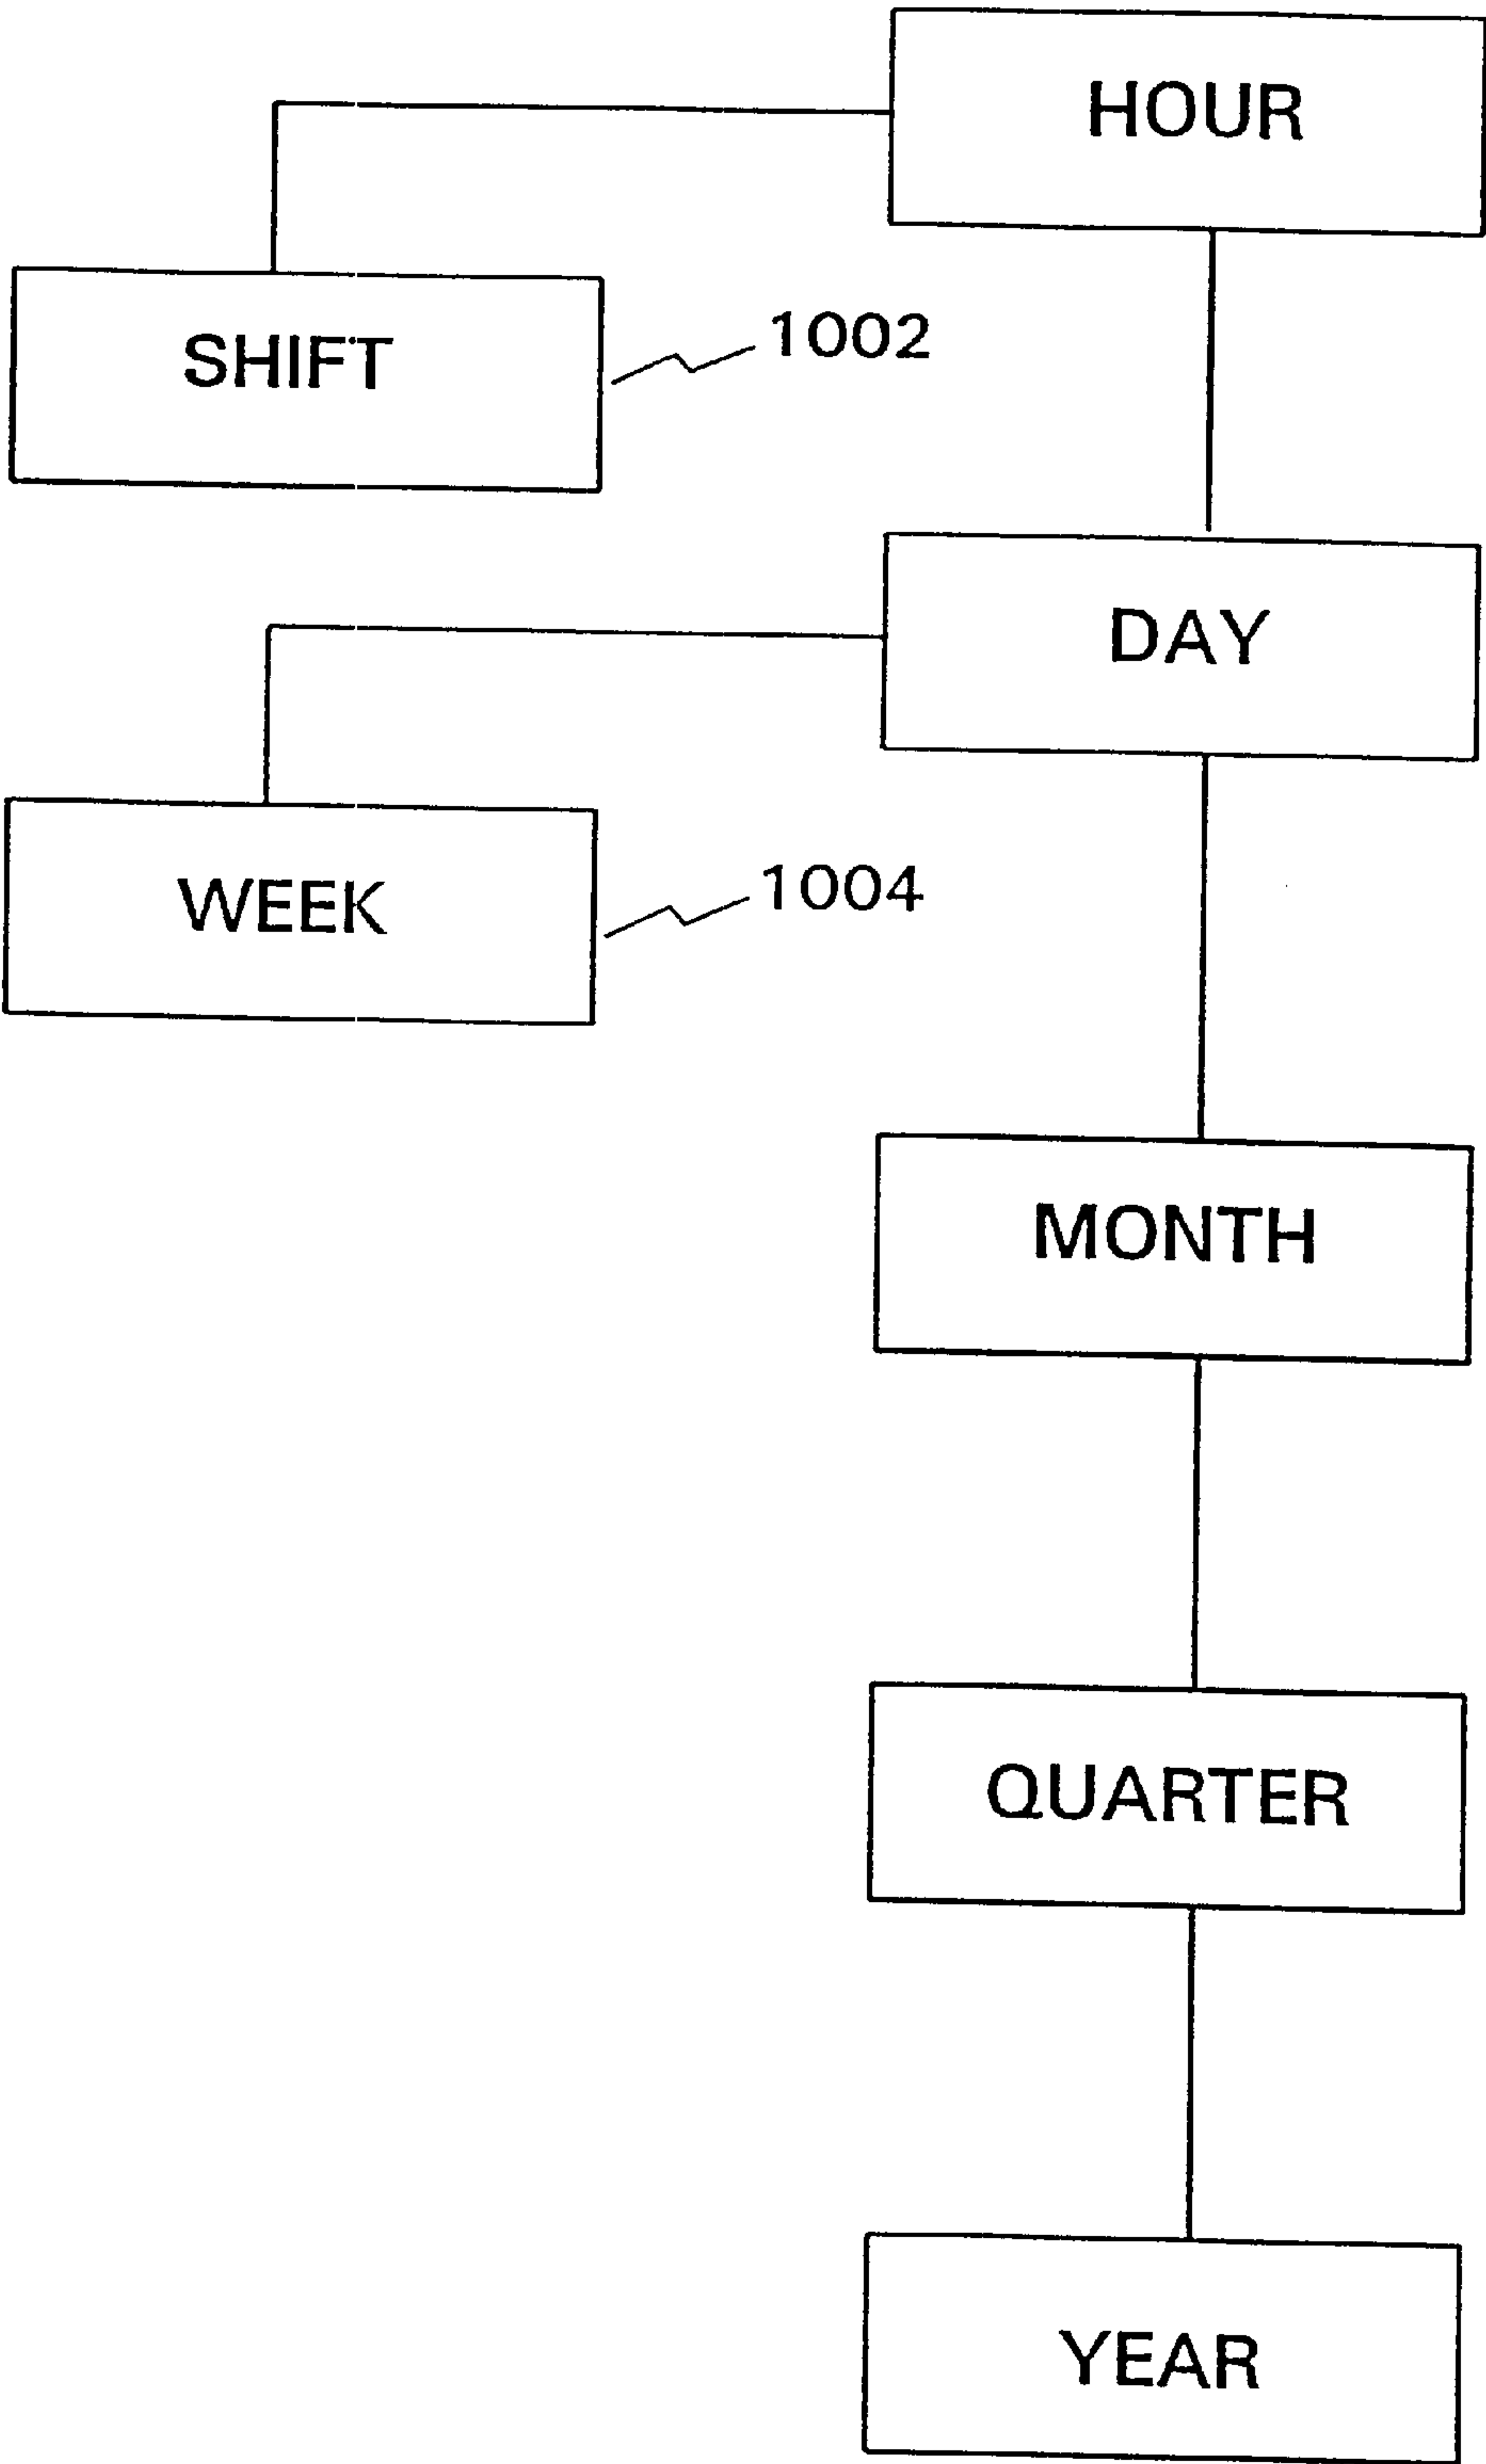 HOUR
SHIFT
1002
DAY
WEEK
1004
MONTH
QUARTER
YEAR